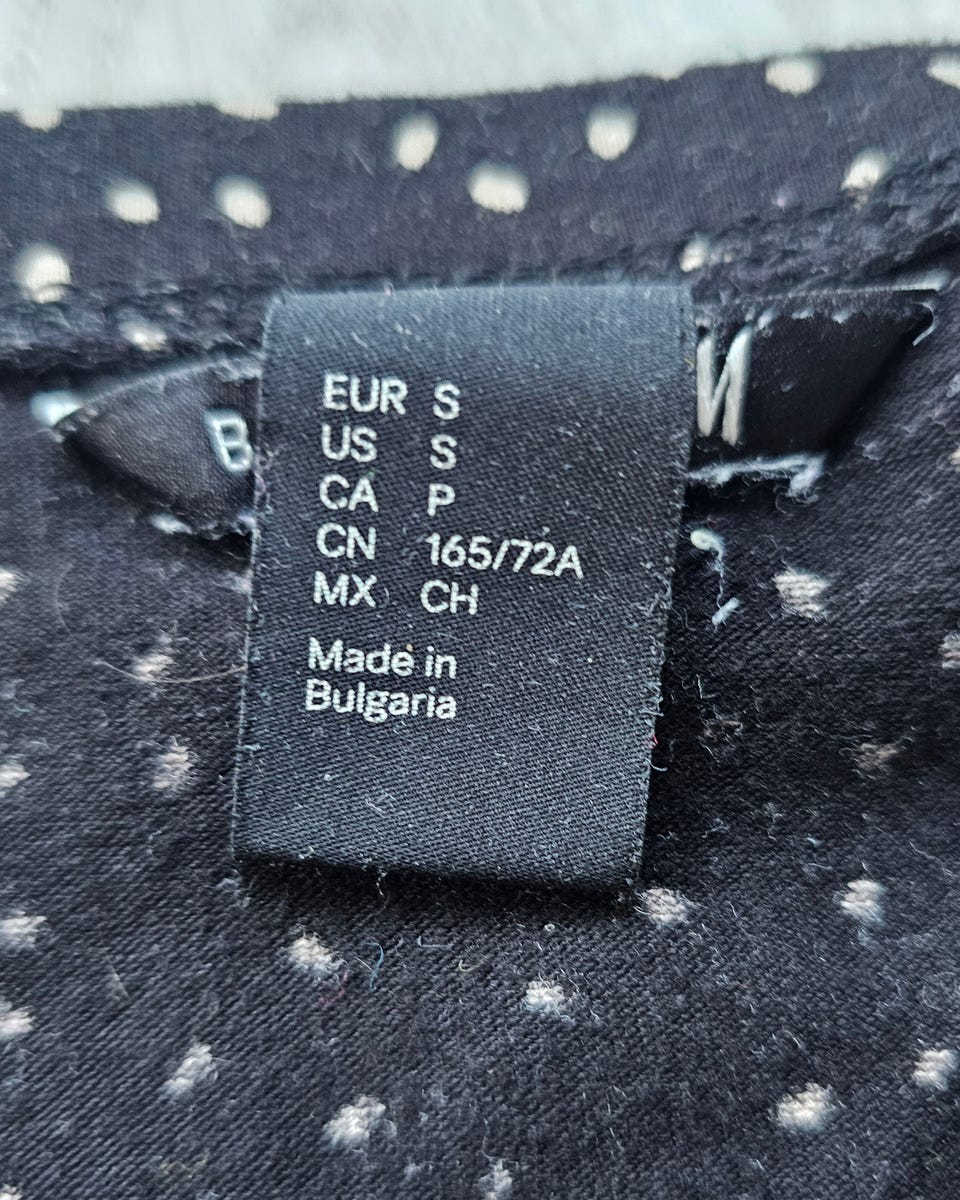 EUR S
US S
CA P
CN 165/72A
MX CH
Made in
Bulgaria
B